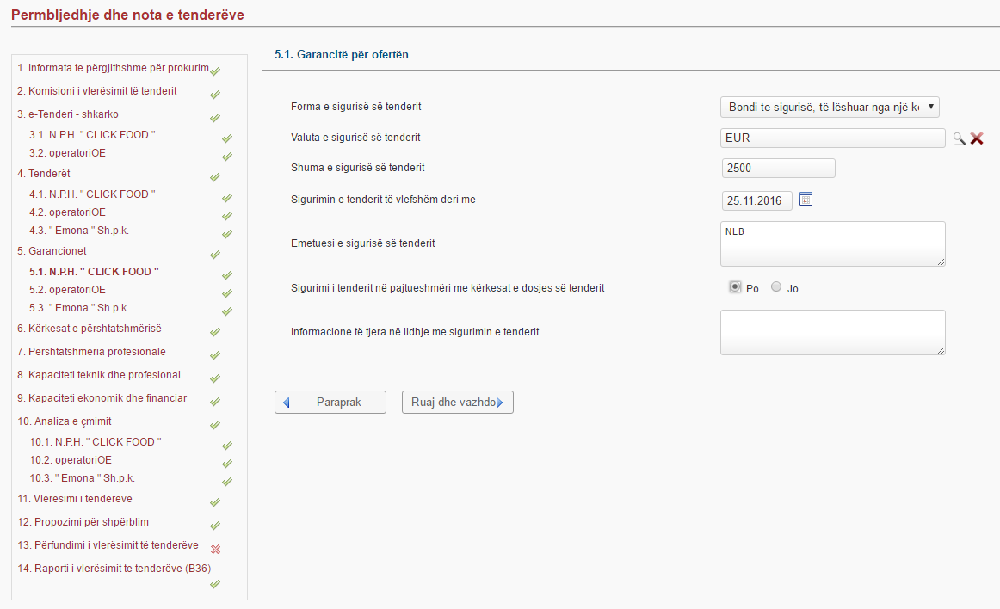 Permbljedhje dhe nota e tenderëve
1. Informata te përgjithshme për prokurim
2. Komisioni i vlerësimit të tenderit
3. e-Tenderi - shkarko
3.1. N.P.H. " CLICK FOOD "
3.2. operatoriOE
4. Tenderët
4.1. N.P.H. " CLICK FOOD "
4.2. operatoriOE
4.3. " Emona " Sh.p.k.
5. Garancionet
5.1. N.P.H. " CLICK FOOD "
5.2. operatoriOE
5.3. " Emona " Sh.p.k.
6. Kërkesat e përshtatshmërisë
7. Përshtatshmëria profesionale
8. Kapaciteti teknik dhe profesional
9. Kapaciteti ekonomik dhe financiar
10. Analiza e çmimit
10.1. N.P.H. " CLICK FOOD "
10.2. operatoriOE
10.3. " Emona " Sh.p.k.
11. Vlerësimi i tenderëve
12. Propozimi për shpërblim
13. Përfundimi i vlerësimit të tenderëve
14. Raporti i vlerësimit te tenderëve (B36)
5.1. Garancitë për ofertën
Forma e sigurisë së tenderit
Bondi te sigurisë, të lëshuar nga një
Valuta e sigurisë së tenderit
EUR
Shuma e sigurisë së tenderit
2500
Sigurimin e tenderit të vlefshëm deri me
25.11.2016
Emetuesi e sigurisë së tenderit
NLB
Sigurimi i tenderit në pajtueshmëri me kërkesat e dosjes së tenderit
Po Jo
Informacione të tjera në lidhje me sigurimin e tenderit
Paraprak
Ruaj dhe vazhdo